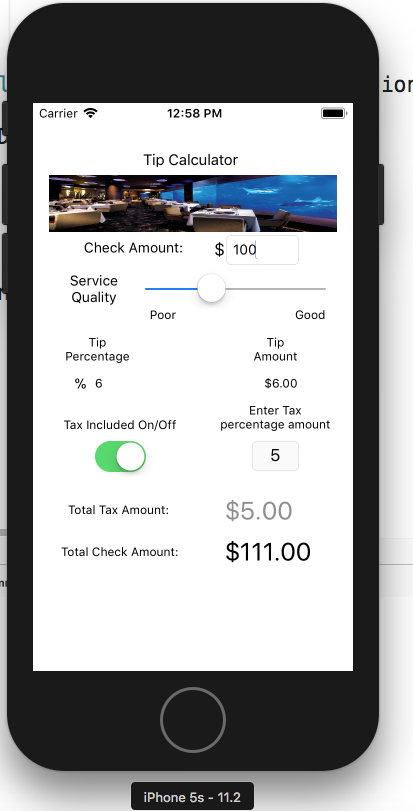 ion
Carrier 12:58 PM
Tip Calculator
Check Amount: $ 100
Service
Quality
Poor Good
Tip
Percentage
Tip
Amount
% 6 $6.00
Tax Included On/Off
Enter Tax
percentage amount
5
Total Tax Amount: $5.00
Total Check Amount: $111.00
iPhone 5s - 11.2